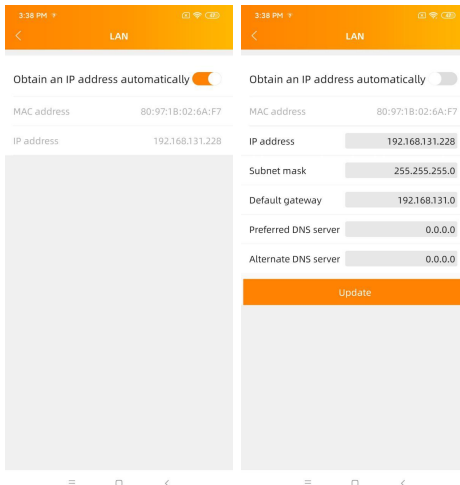 3:38 PM
LAN
Obtain an IP address automatically
MAC address 80:97:1B:02:6A:F7
IP address 192.168.131.228
3:38 PM
LAN
Obtain an IP address automatically
MAC address 80:97:1B:02:6A:F7
IP address 192.168.131.228
Subnet mask 255.255.255.0
Default gateway 192.168.131.0
Preferred DNS server 0.0.0.0
Alternate DNS server 0.0.0.0
Update